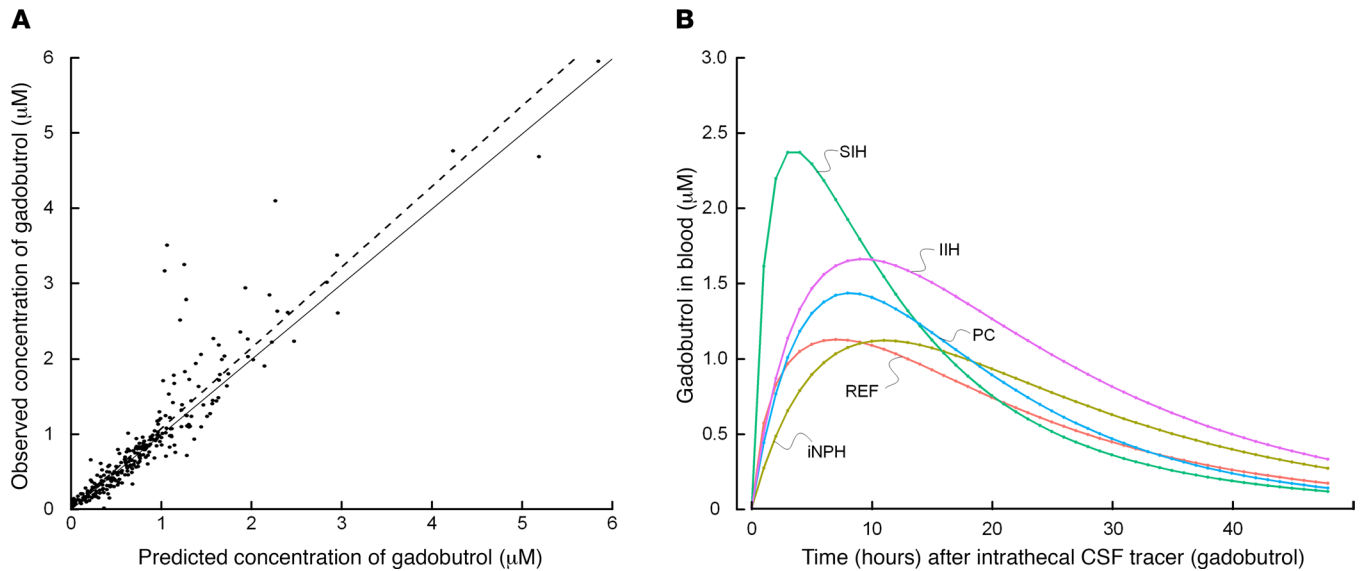 A
Observed concentration of gadobutrol (μM)
6
5
4
3
2
1
0
0 1 2 3 4 5 6
Predicted concentration of gadobutrol (μM)
B
Gadobutrol in blood (μM)
3.0
2.5
2.0
1.5
1.0
0.5
0
SIH
IIH
PC
REF
iNPH
0 10 20 30 40
Time (hours) after intrathecal CSF tracer (gadobutrol)